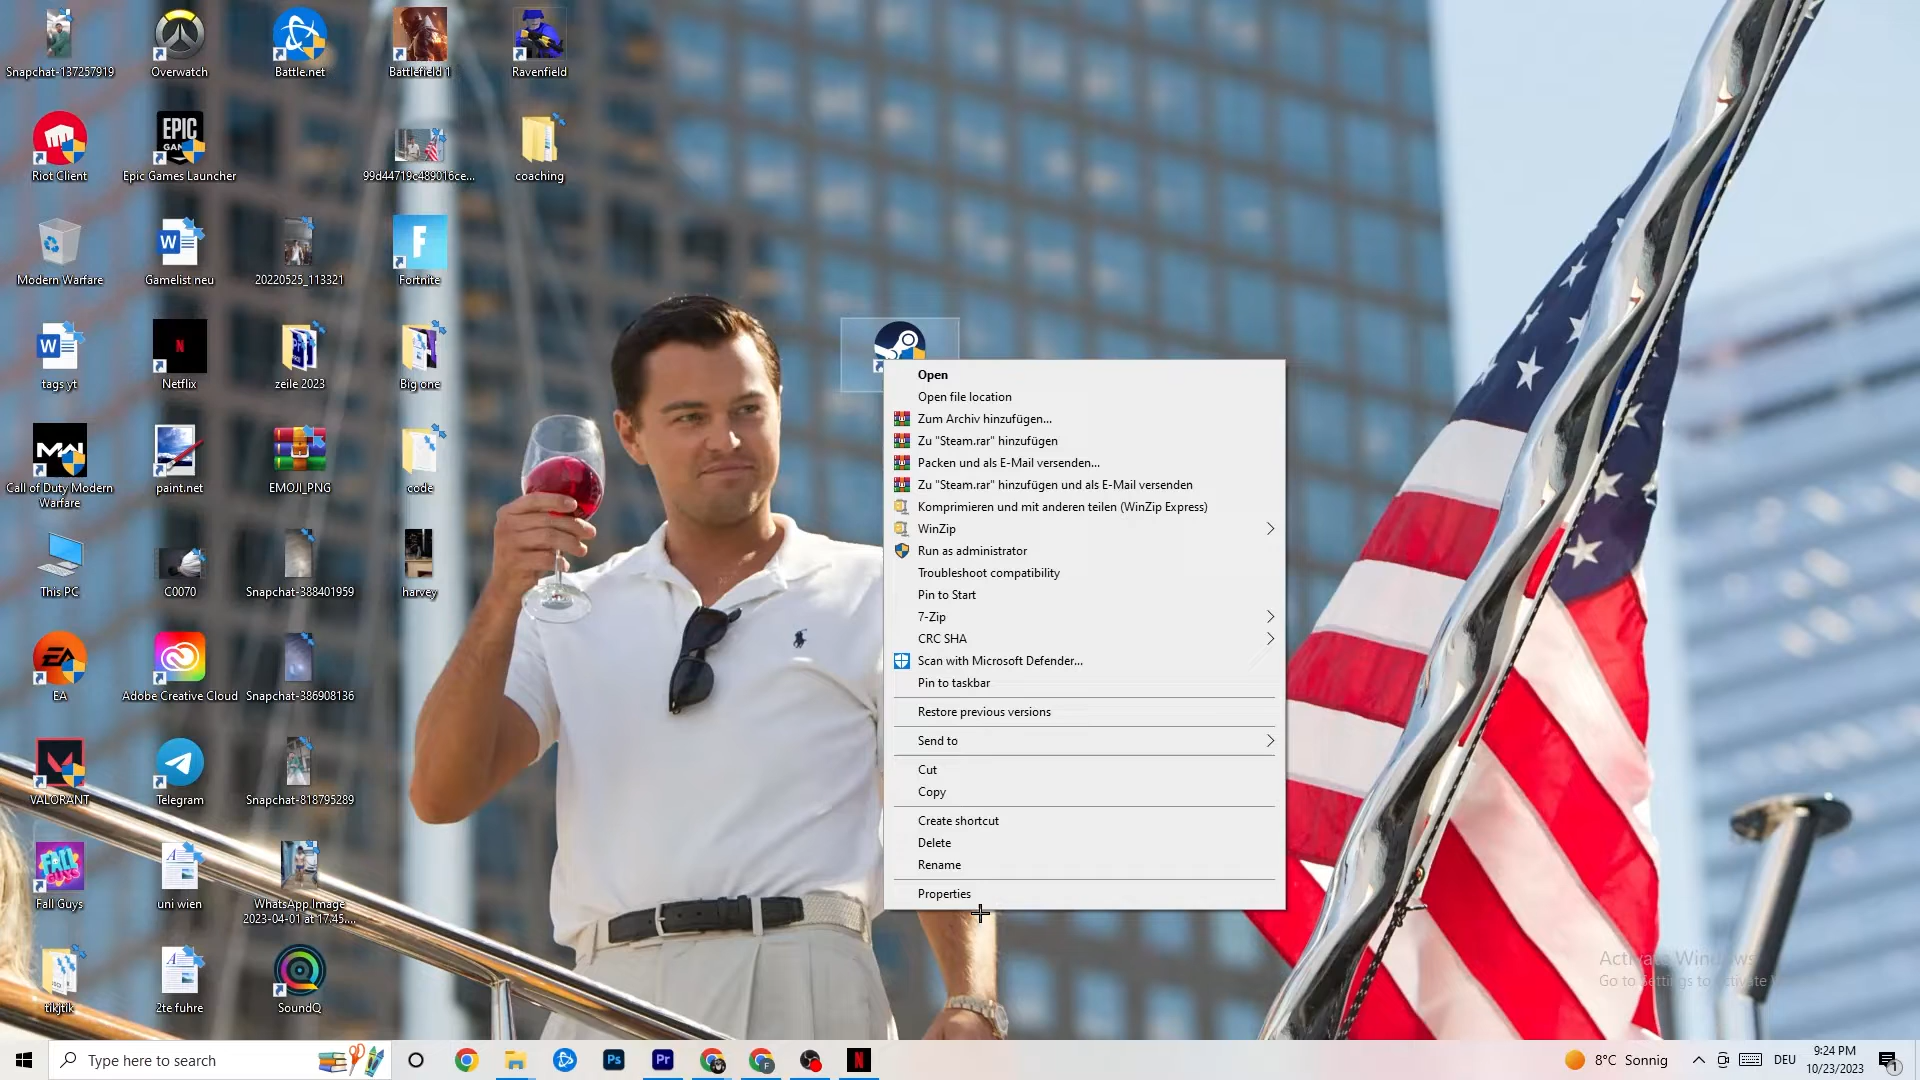 Snapchat-137257919
Overwatch
Battle.net
Battlefield 1
Ravenfield
Riot Client
EPIC
GAMES
Epic Games Launcher
99d44719c489016ce...
coaching
Modern Warfare
Gamelist neu
20220525_113321
Fortnite
tags yt
Netflix
zeile 2023
Big one
Call of Duty Modern
Warfare
paint.net
EMOJI_PNG
code
This PC
C0070
Snapchat-388401959
harvey
EA
Adobe Creative Cloud
Snapchat-386908136
VALORANT
Telegram
Snapchat-818795289
FALL
GUYS
Fall Guys
uni wien
WhatsApp Image
2023-04-01 at 17.45....
tikjtik
2te fuhre
SoundQ
Open
Open file location
Zum Archiv hinzufügen...
Zu "Steam.rar" hinzufügen
Packen und als E-Mail versenden...
Zu "Steam.rar" hinzufügen und als E-Mail versenden
Komprimieren und mit anderen teilen (WinZip Express)
WinZip
Run as administrator
Troubleshoot compatibility
Pin to Start
7-Zip
CRC SHA
Scan with Microsoft Defender...
Pin to taskbar
Restore previous versions
Send to
Cut
Copy
Create shortcut
Delete
Rename
Properties
Activate Windows
Go to Settings to activate
Type here to search
Ps
Pr
8°C Sonnig
DEU
9:24 PM
10/23/2023
1